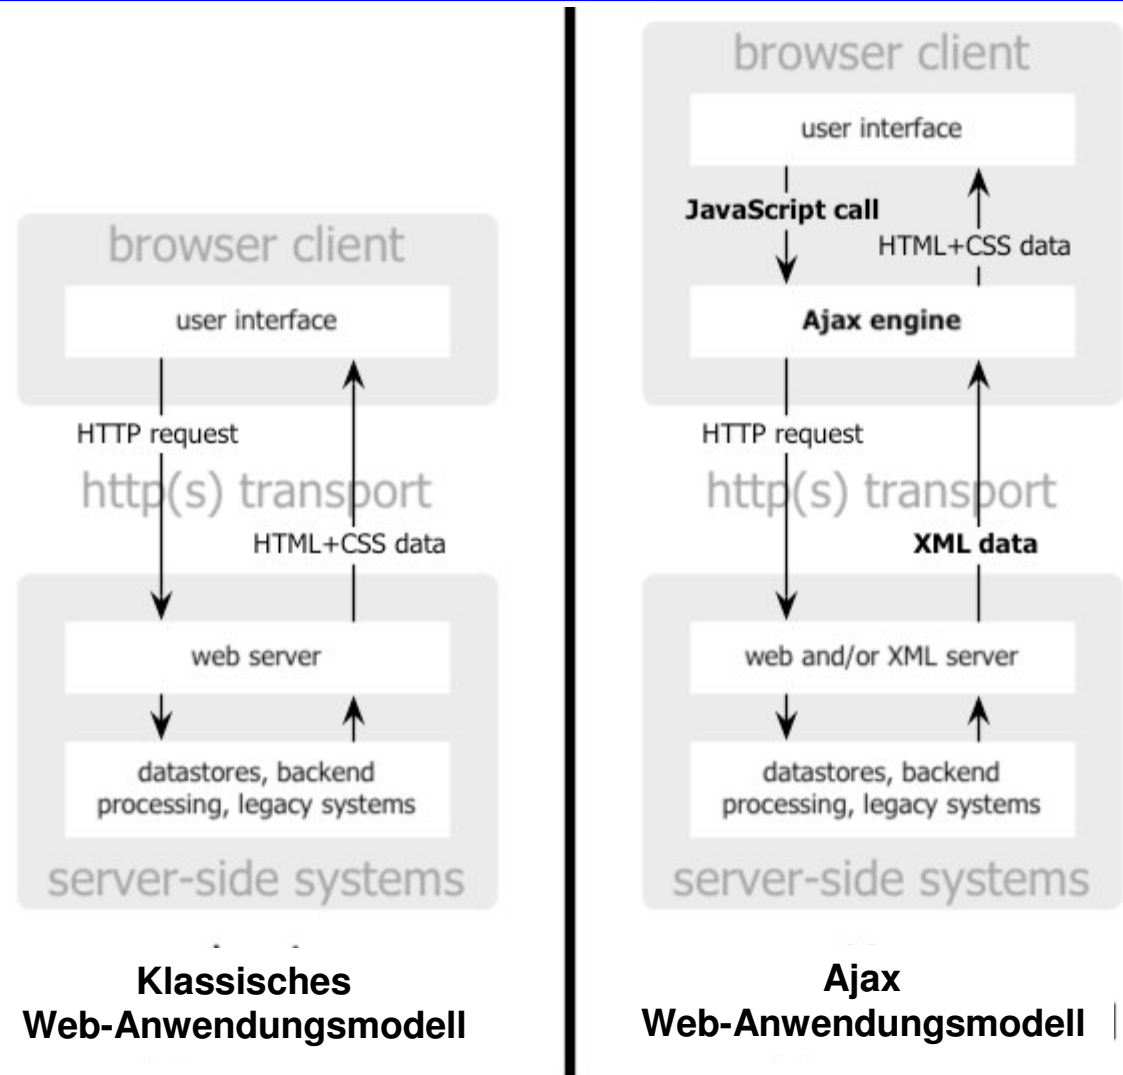 browser client
user interface
HTTP request
http(s) transport
HTML+CSS data
web server
datastores, backend
processing, legacy systems
server-side systems
Klassisches
Web-Anwendungsmodell
browser client
user interface
JavaScript call
HTML+CSS data
Ajax engine
HTTP request
http(s) transport
XML data
web and/or XML server
datastores, backend
processing, legacy systems
server-side systems
Ajax
Web-Anwendungsmodell